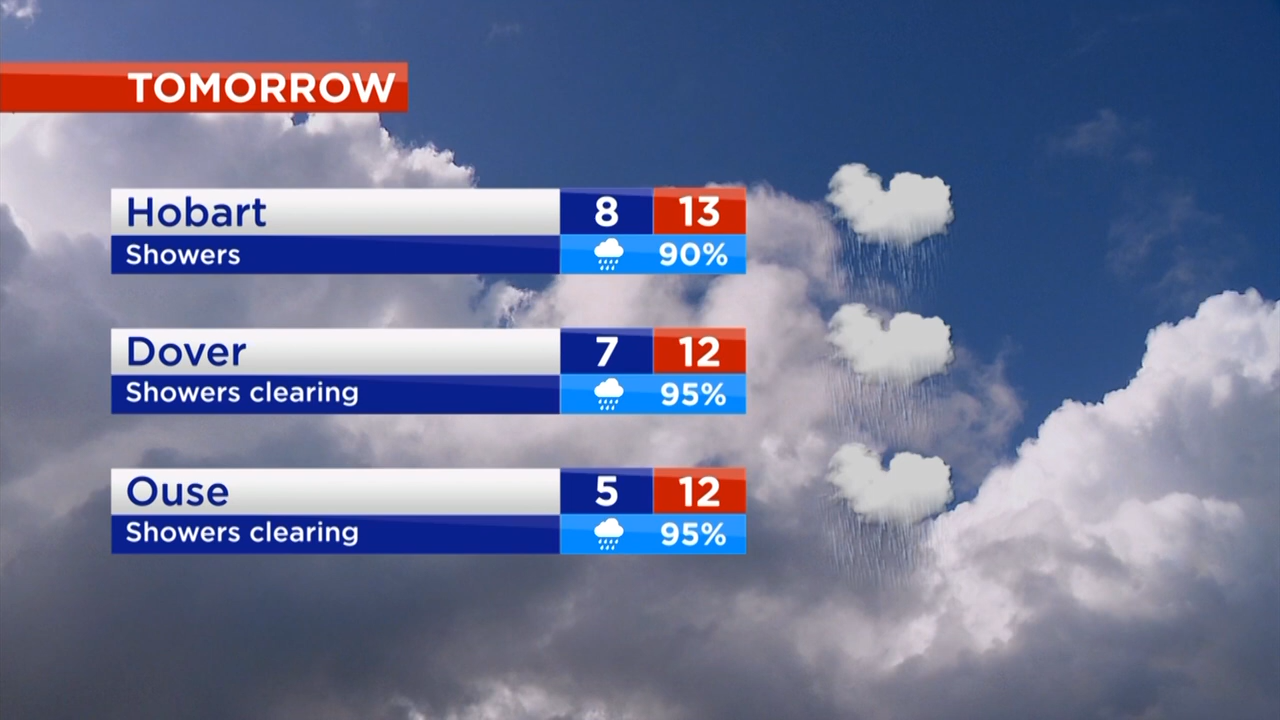 TOMORROW
Hobart 8 13
Showers 90%
Dover 7 12
Showers clearing 95%
Ouse 5 12
Showers clearing 95%